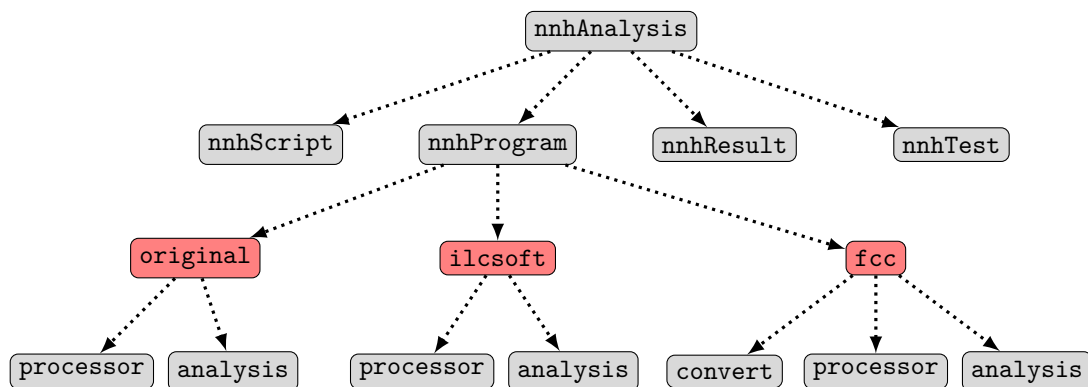 nnhAnalysis
nnhScript nnhProgram nnhResult nnhTest
original ilcsoft fcc
processor analysis processor analysis convert processor analysis